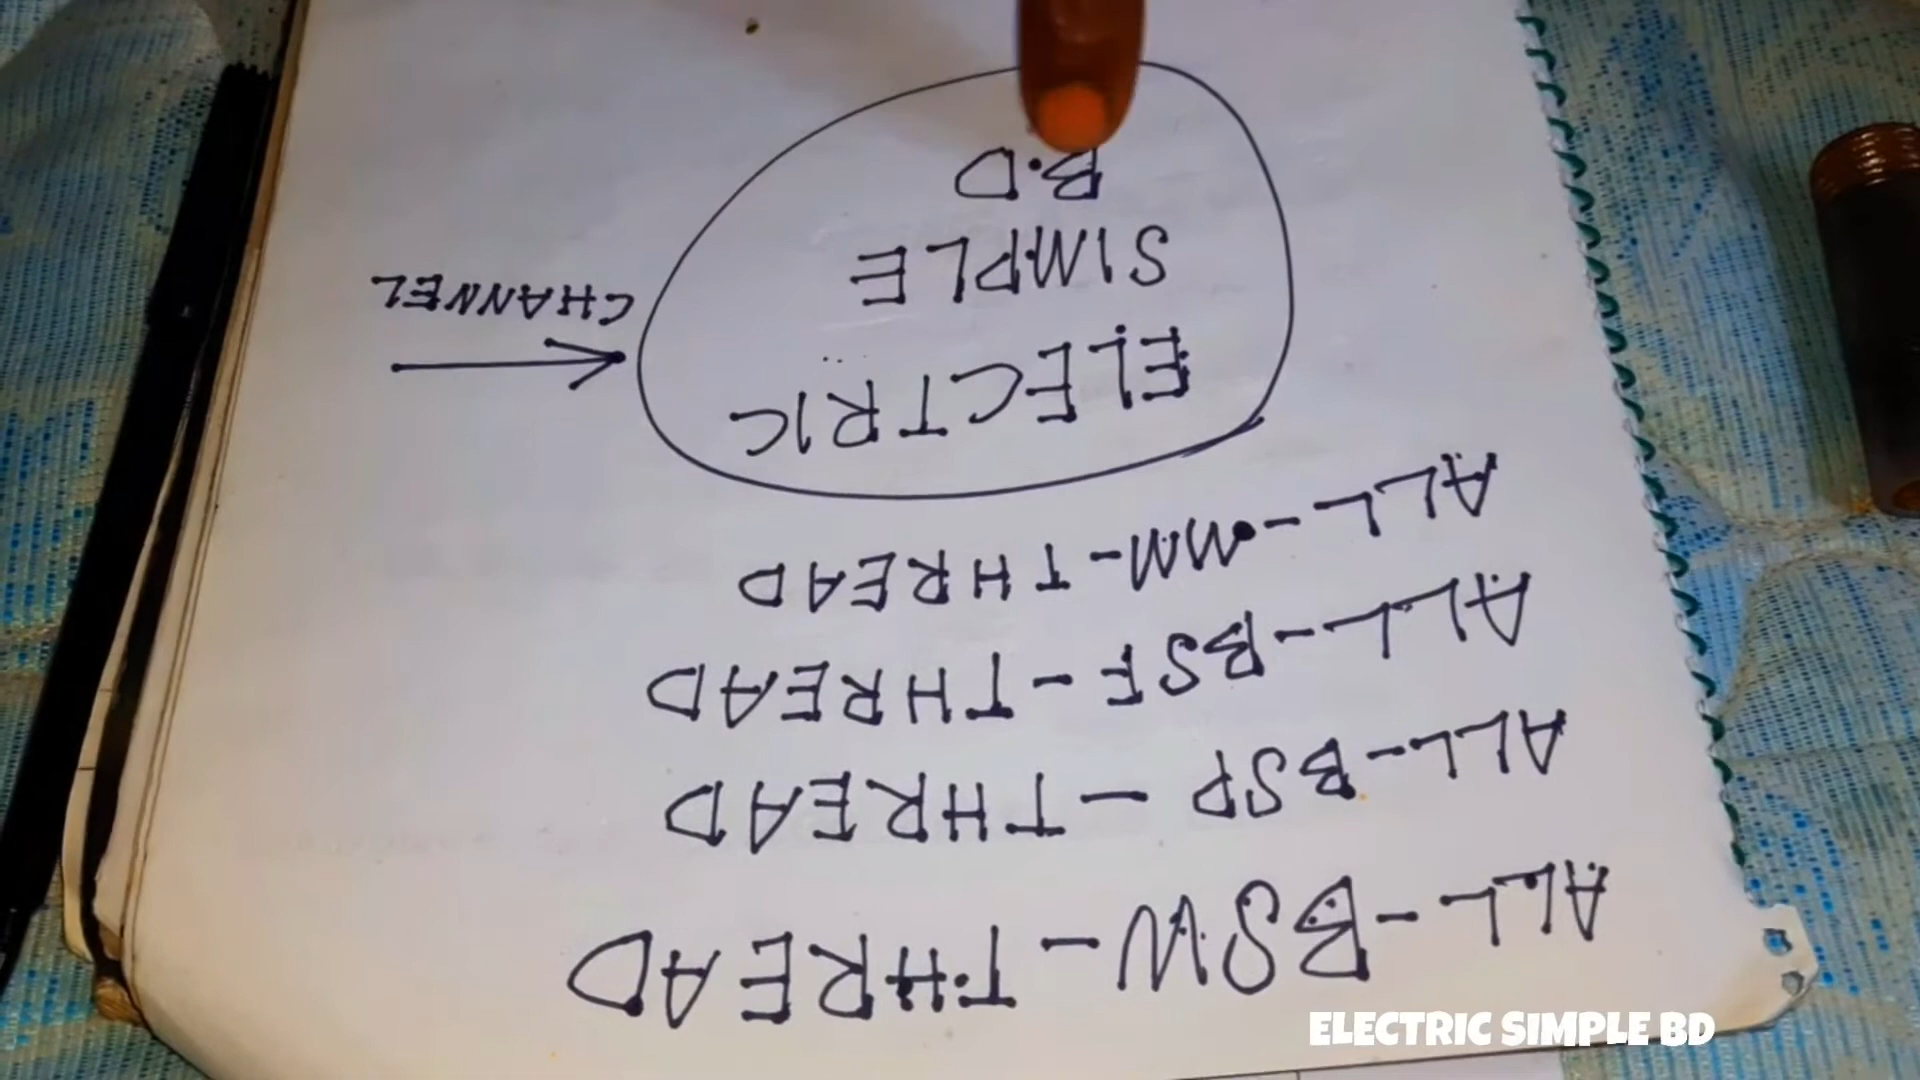 ALL-BSW-THREAD
ALL-BSP-THREAD
ALL-BSF-THREAD
ALL-MM-THREAD
ELECTRIC
SIMPLE
B.D
CHANNEL
ELECTRIC SIMPLE BD